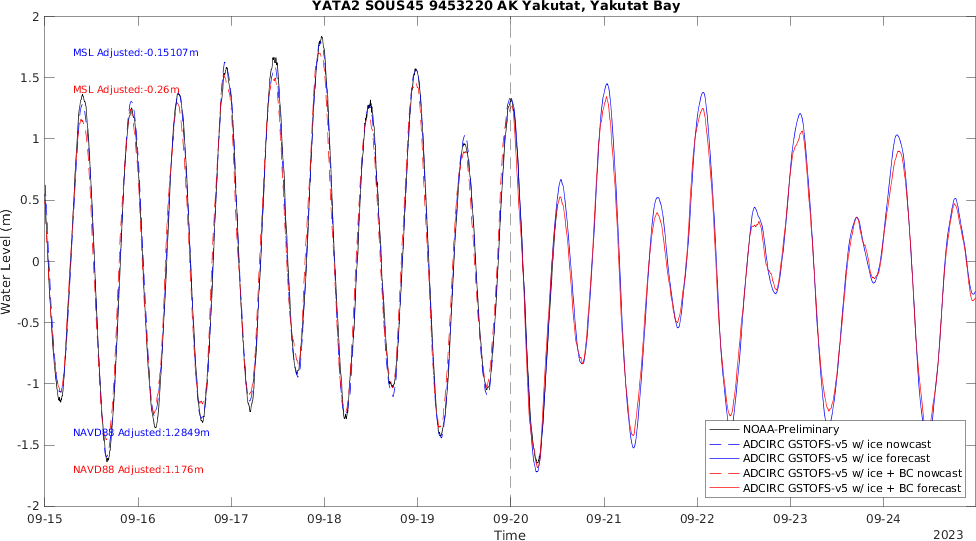 YATA2 SOUS45 9453220 AK Yakutat, Yakutat Bay
2
1.5
1
0.5
0
-0.5
-1
-1.5
-2
Water Level (m)
MSL Adjusted:-0.15107m
MSL Adjusted:-0.26m
NAVD88 Adjusted:1.2849m
NAVD88 Adjusted:1.176m
NOAA-Preliminary
ADCIRC GSTOFS-v5 w/ ice nowcast
ADCIRC GSTOFS-v5 w/ ice forecast
ADCIRC GSTOFS-v5 w/ ice + BC nowcast
ADCIRC GSTOFS-v5 w/ ice + BC forecast
09-15 09-16 09-17 09-18 09-19 09-20 09-21 09-22 09-23 09-24
Time
2023